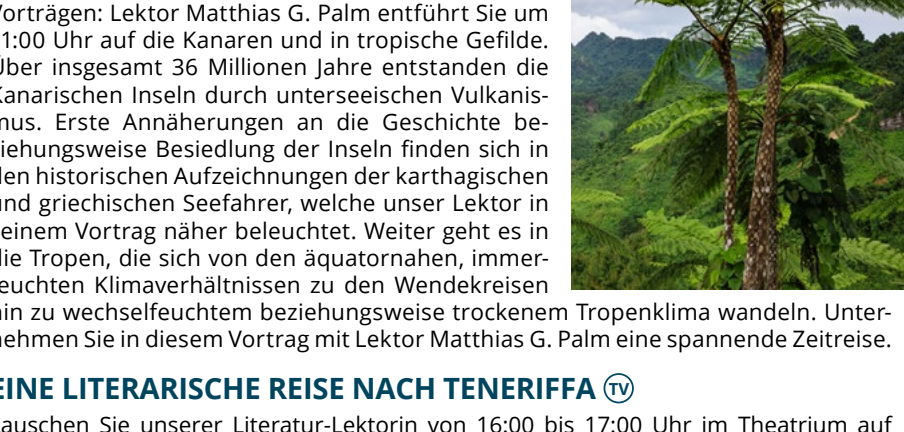 Vorträgen: Lektor Matthias G. Palm entführt Sie um
1:00 Uhr auf die Kanaren und in tropische Gefilde.
Über insgesamt 36 Millionen Jahre entstanden die
Kanarischen Inseln durch unterseeischen Vulkanis-
mus. Erste Annäherungen an die Geschichte be-
iehungsweise Besiedlung der Inseln finden sich in
en historischen Aufzeichnungen der karthagischen
und griechischen Seefahrer, welche unser Lektor in
einem Vortrag näher beleuchtet. Weiter geht es in
die Tropen, die sich von den äquatornahen, immer-
euchten Klimaverhältnissen zu den Wendekreisen
hin zu wechselfeuchtem beziehungsweise trockenem Tropenklima wandeln. Unter-
nehmen Sie in diesem Vortrag mit Lektor Matthias G. Palm eine spannende Zeitreise.
EINE LITERARISCHE REISE NACH TENERIFFA TV
Lauschen Sie unserer Literatur-Lektorin von 16:00 bis 17:00 Uhr im Theatrium auf